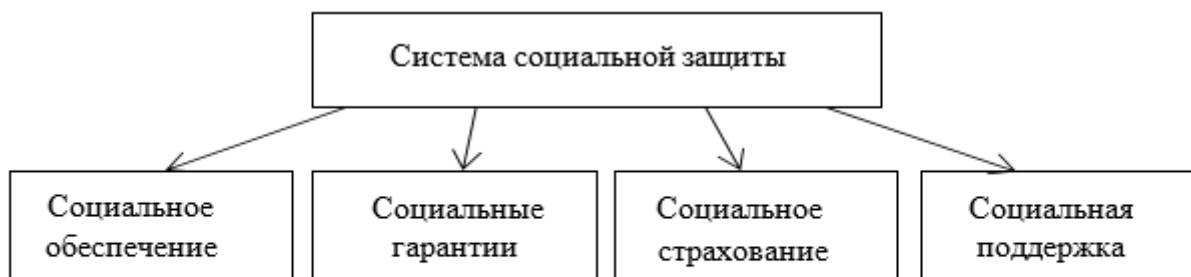 Система социальной защиты
Социальное
обеспечение
Социальные
гарантии
Социальное
страхование
Социальная
поддержка